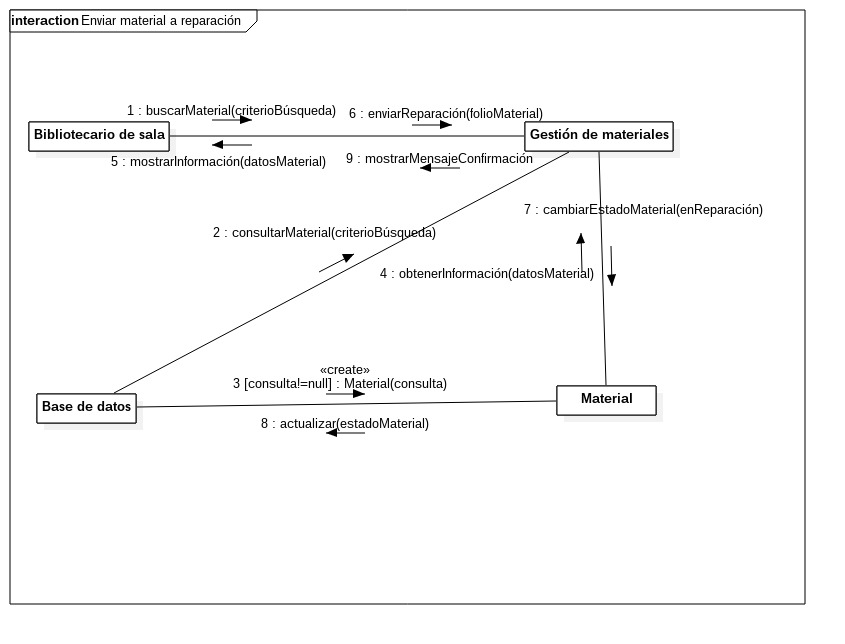 interaction Enviar material a reparación
1 : buscarMaterial(criterioBúsqueda)
6 : enviarReparación(folioMaterial)
Bibliotecario de sala
Gestión de materiales
5 : mostrarInformación(datosMaterial)
9 : mostrarMensajeConfirmación
7 : cambiarEstadoMaterial(enReparación)
2 : consultarMaterial(criterioBúsqueda)
4 : obtenerInformación(datosMaterial)
«create»
3 [consulta!=null] : Material(consulta)
Base de datos
Material
8 : actualizar(estadoMaterial)